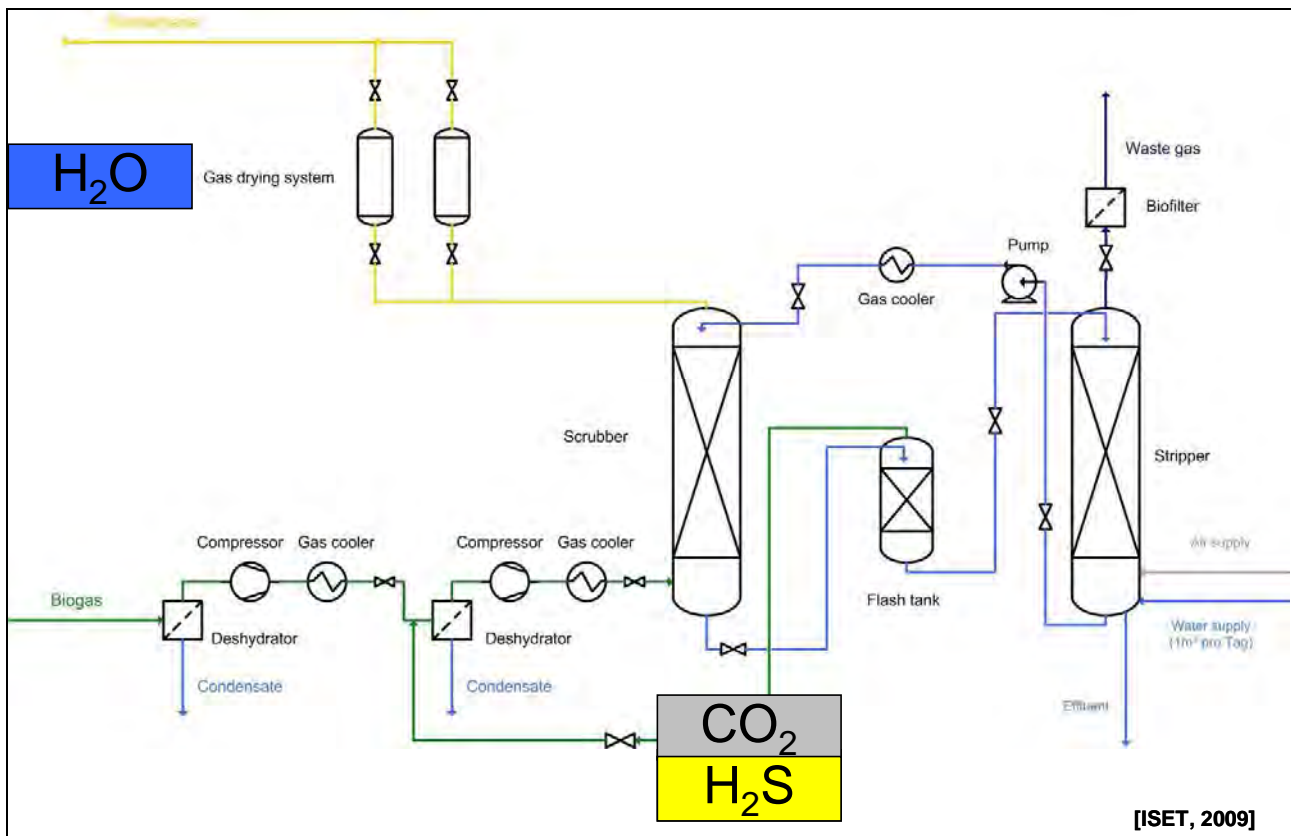 H₂O
Gas drying system
Waste gas
Biofilter
Pump
Gas cooler
Scrubber
Stripper
Compressor
Gas cooler
Compressor
Gas cooler
Air supply
Flash tank
Biogas
Deshydrator
Deshydrator
Water supply
(1m³ pro Tag)
Condensate
Condensate
Effluent
CO₂
H₂S
[ISET, 2009]